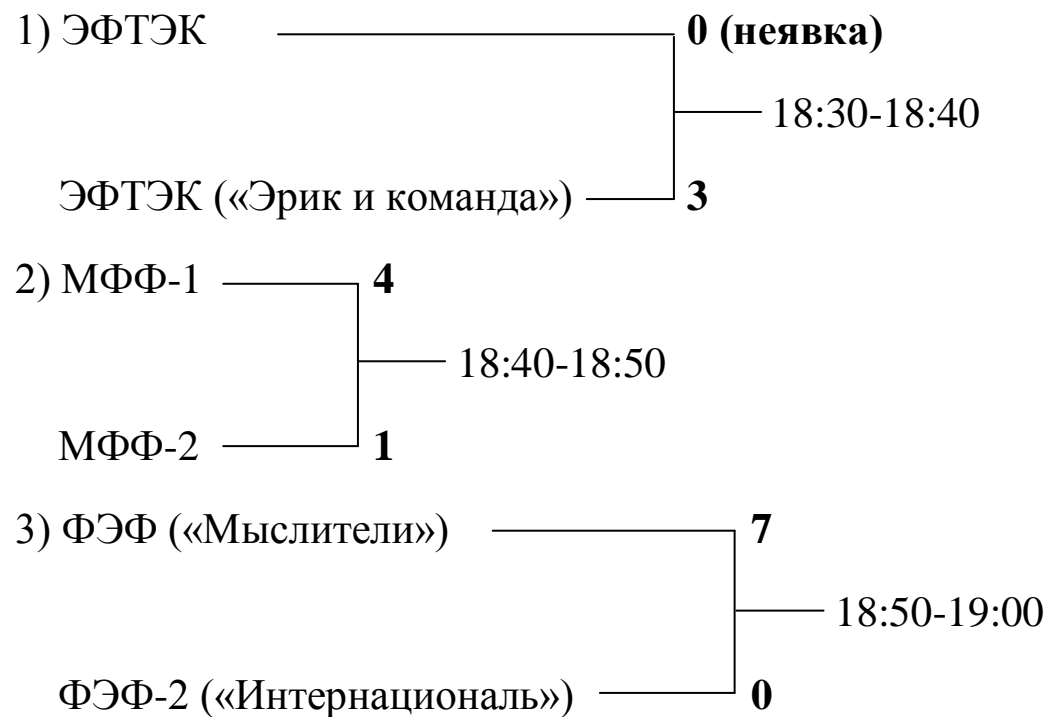 1) ЭФТЭК 0 (неявка)
18:30-18:40
ЭФТЭК («Эрик и команда») 3
2) МФФ-1 4
18:40-18:50
МФФ-2 1
3) ФЭФ («Мыслители») 7
18:50-19:00
ФЭФ-2 («Интернациональ») 0